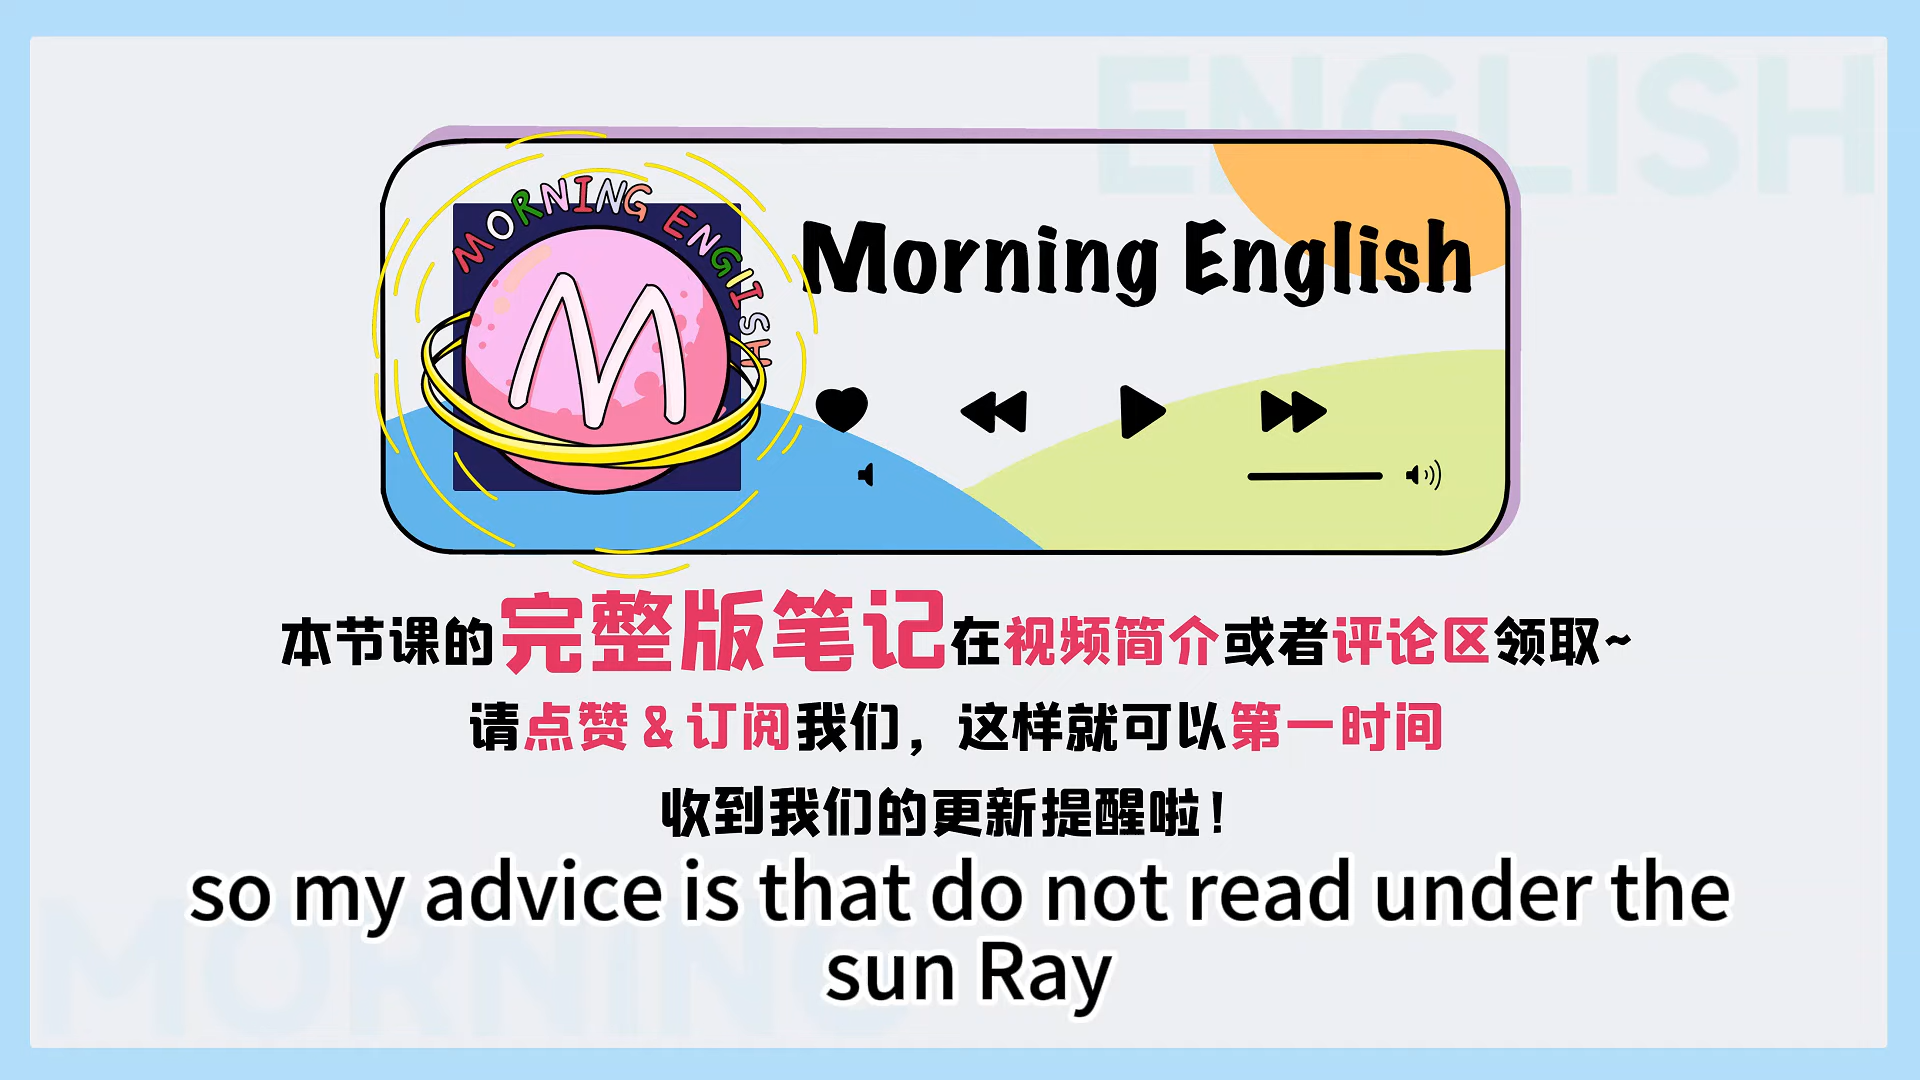 ENGLISH
MORNING ENGLISH
M
Morning English
本节课的完整版笔记在视频简介或者评论区领取~
请点赞&订阅我们，这样就可以第一时间
收到我们的更新提醒啦！
so my advice is that do not read under the
sun Ray
MORNING